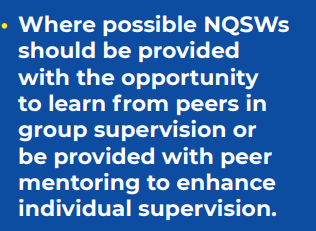 • Where possible NQSWs
should be provided
with the opportunity
to learn from peers in
group supervision or
be provided with peer
mentoring to enhance
individual supervision.